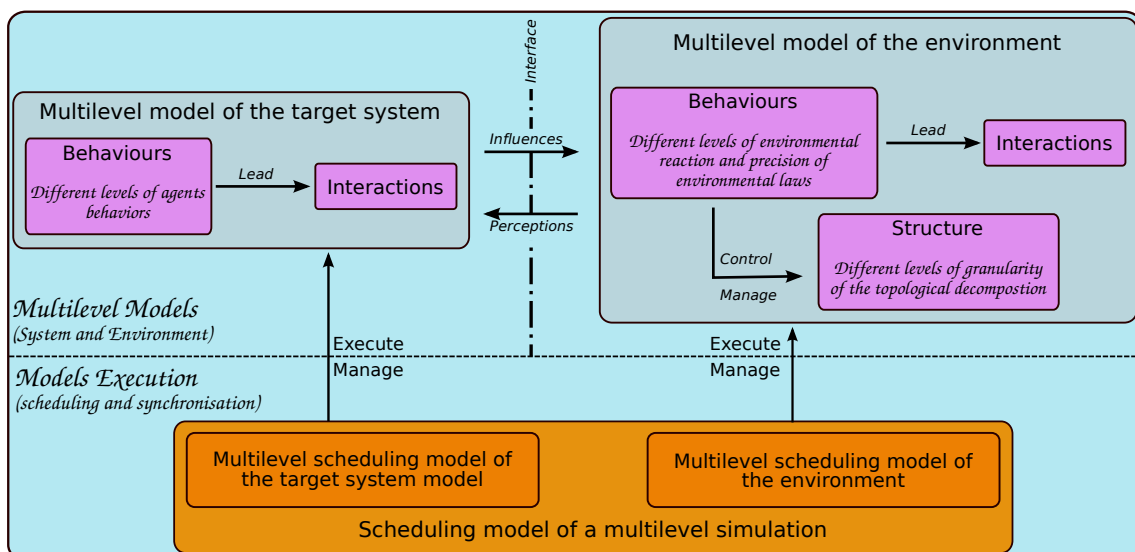 Multilevel model of the target system
Behaviours
Different levels of agents
behaviors
Lead
Interactions
Interface
Influences
Perceptions
Multilevel model of the environment
Behaviours
Different levels of environmental
reaction and precision of
environmental laws
Lead
Interactions
Control
Manage
Structure
Different levels of granularity
of the topological decompostion
Multilevel Models
(System and Environment)
Execute
Manage
Execute
Manage
Models Execution
(scheduling and synchronisation)
Multilevel scheduling model of
the target system model
Multilevel scheduling model of
the environment
Scheduling model of a multilevel simulation